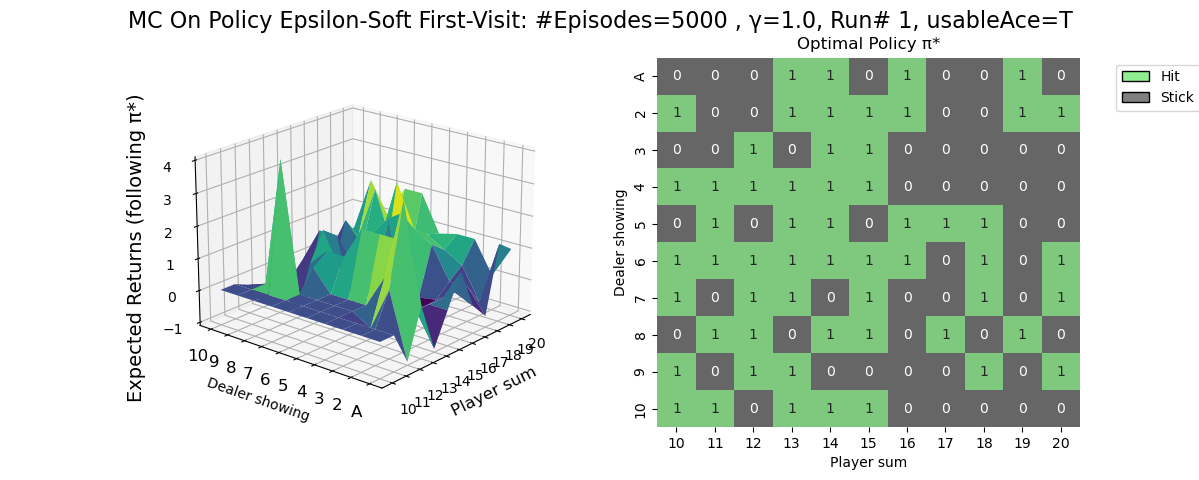 MC On Policy Epsilon-Soft First-Visit: #Episodes=5000 , γ=1.0, Run# 1, usableAce=T
Expected Returns (following π*)
4
3
2
1
0
−1
10 9 8 7 6 5 4 3 2 A
Dealer showing
10 11 12 13 14 15 16 17 18 19 20
Player sum
Optimal Policy π*
Dealer showing
A 0 0 0 1 1 0 1 0 0 1 0
2 1 0 0 1 1 1 1 0 0 1 1
3 0 0 1 0 1 1 0 0 0 0 0
4 1 1 1 1 1 1 0 0 0 0 0
5 0 1 0 1 1 0 1 1 1 0 0
6 1 1 1 1 1 1 1 0 1 0 1
7 1 0 1 1 0 1 0 0 1 0 1
8 0 1 1 0 1 1 0 1 0 1 0
9 1 0 1 1 0 0 0 0 1 0 1
10 1 1 0 1 1 1 0 0 0 0 0
10 11 12 13 14 15 16 17 18 19 20
Player sum
Hit
Stick